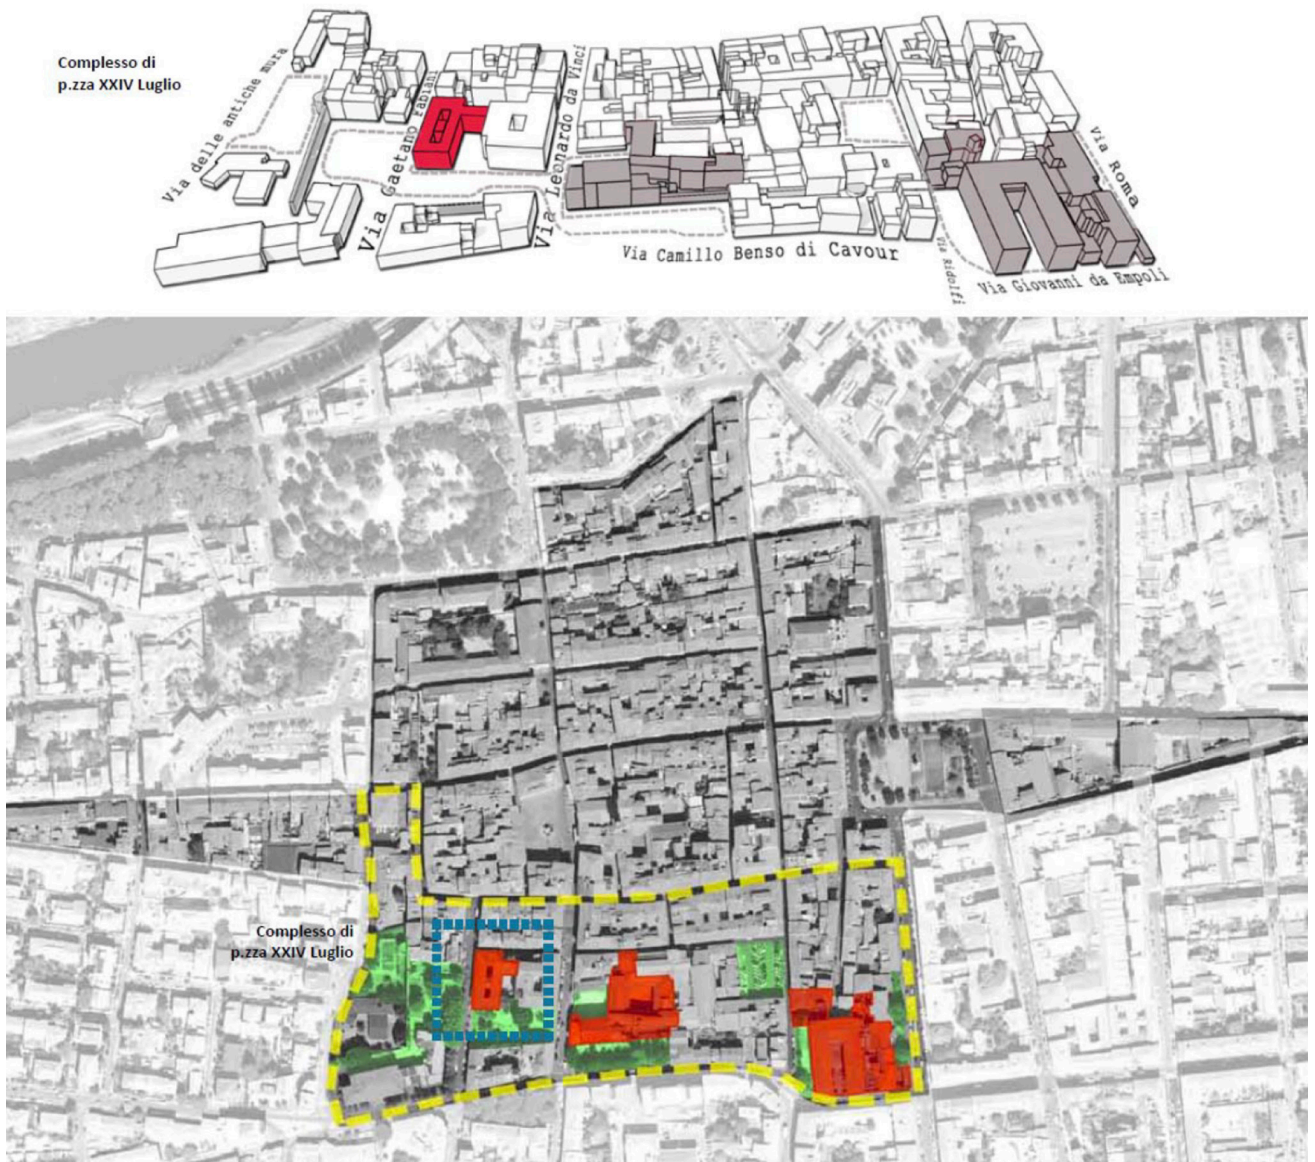 Complesso di
p.zza XXIV Luglio
Via delle antiche mura
Via Gaetano Fabiani
Via Leonardo da Vinci
Via Camillo Benso di Cavour
Via Ridolfi
Via Giovanni da Empoli
Via Roma
Complesso di
p.zza XXIV Luglio